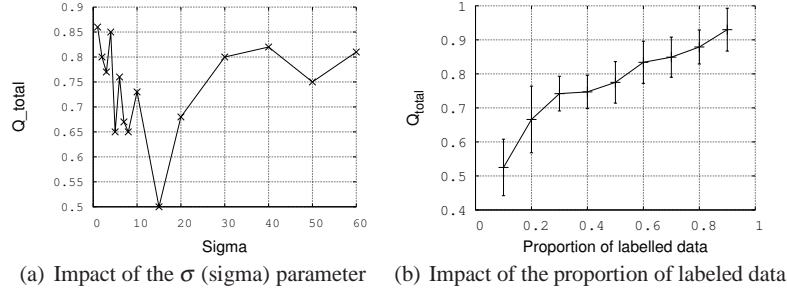 0.9
0.85
0.8
0.75
0.7
0.65
0.6
0.55
0.5
Q_total
0 10 20 30 40 50 60
Sigma
(a) Impact of the σ (sigma) parameter
1
0.9
0.8
0.7
0.6
0.5
0.4
Qtotal
0 0.2 0.4 0.6 0.8 1
Proportion of labelled data
(b) Impact of the proportion of labeled data